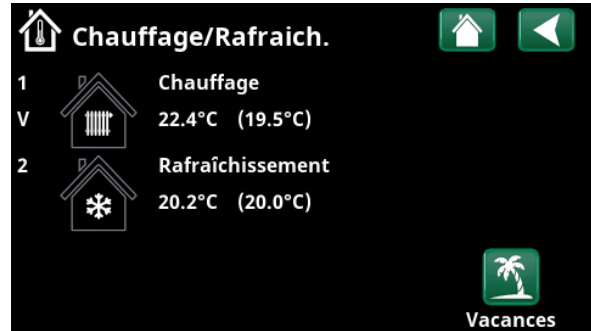 Chauffage/Rafraich.
1 Chauffage
V 22.4°C (19.5°C)
2 Rafraîchissement
20.2°C (20.0°C)
Vacances